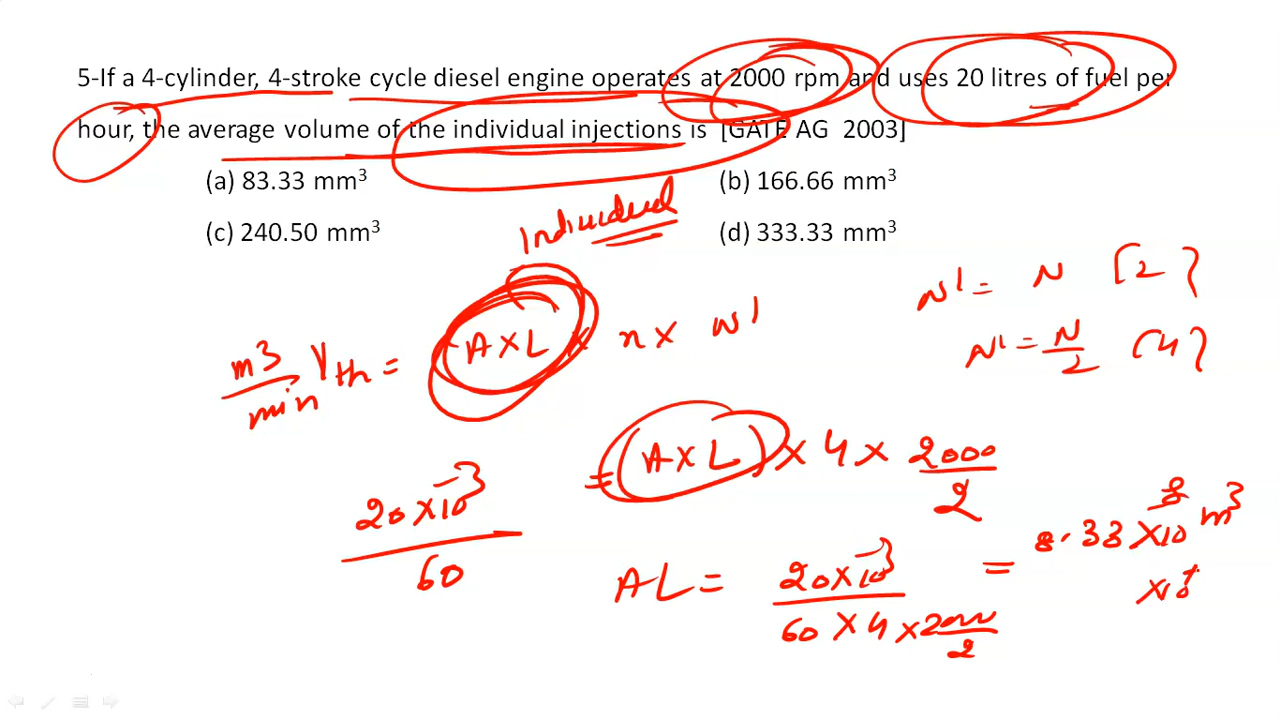 5-If a 4-cylinder, 4-stroke cycle diesel engine operates at 2000 rpm and uses 20 litres of fuel per
hour, the average volume of the individual injections is [GATE AG 2003]
(a) 83.33 mm³ (b) 166.66 mm³
(c) 240.50 mm³ (d) 333.33 mm³
Individual
N' = N [2]
m3/min Vth = A×L × n× N'
N' = N/2 (4)
= (A×L) × 4× 2000/2
20×10⁻³/60
AL = 20×10⁻³/60×4×2000/2 = 8.33×10⁻⁸ m³
×10⁹